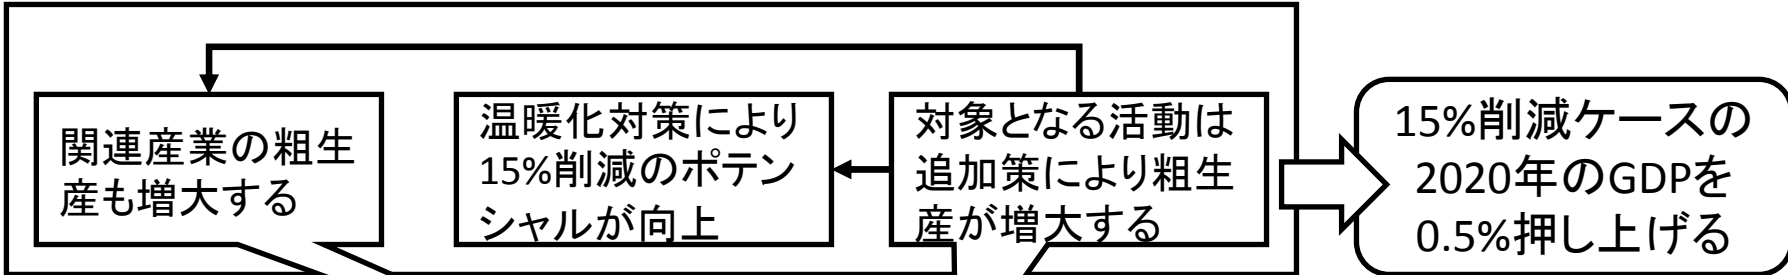 関連産業の粗生
産も増大する
温暖化対策により
15%削減のポテン
シャルが向上
対象となる活動は
追加策により粗生
産が増大する
15%削減ケースの
2020年のGDPを
0.5%押し上げる